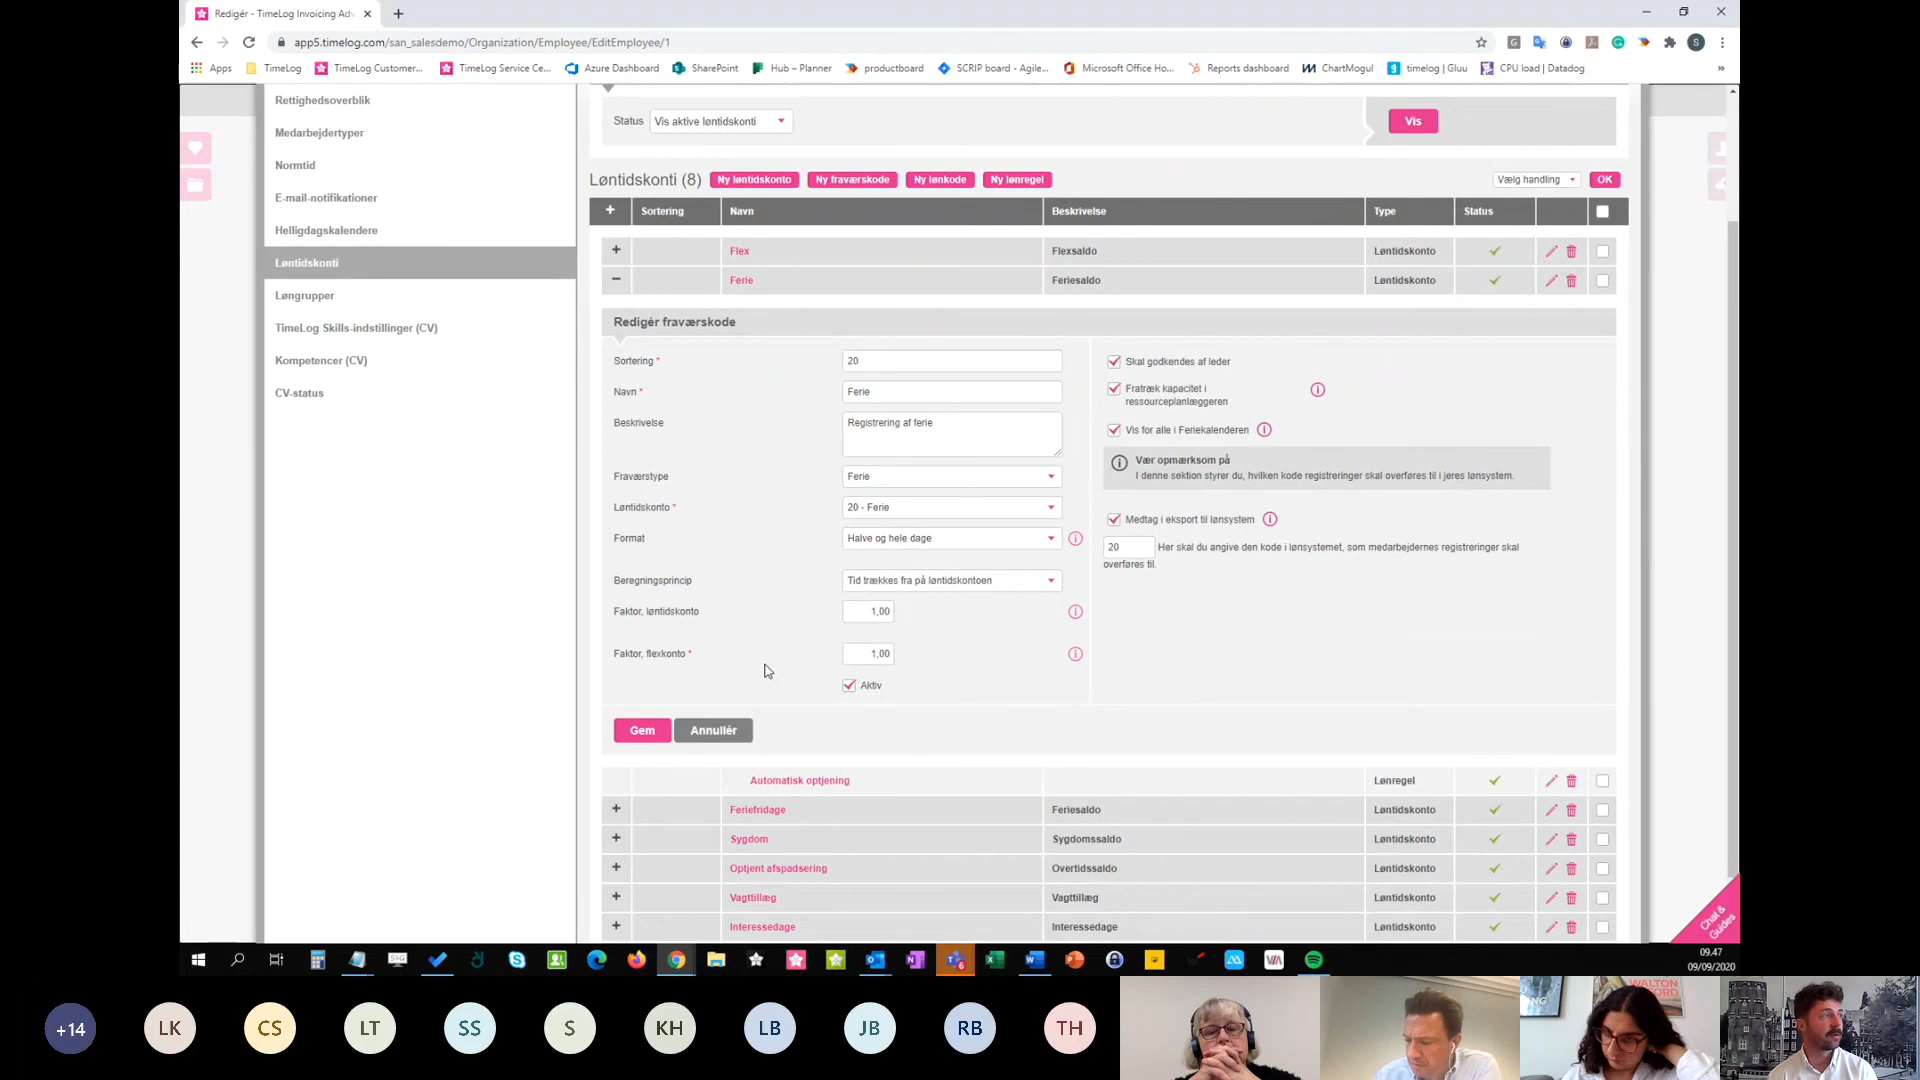 Redigér - TimeLog Invoicing Adv
app5.timelog.com/san_salesdemo/Organization/Employee/EditEmployee/1
Apps TimeLog TimeLog Customer... TimeLog Service Ce... Azure Dashboard SharePoint Hub – Planner productboard SCRIP board - Agile... Microsoft Office Ho... Reports dashboard ChartMogul timelog | Gluu CPU load | Datadog »
Rettighedsoverblik
Medarbejdertyper
Normtid
E-mail-notifikationer
Helligdagskalendere
Løntidskonti
Løngrupper
TimeLog Skills-indstillinger (CV)
Kompetencer (CV)
CV-status
Status Vis aktive løntidskonti Vis
Løntidskonti (8) Ny løntidskonto Ny fraværskode Ny lønkode Ny lønregel Vælg handling OK
+ Sortering Navn Beskrivelse Type Status
+ Flex Flexsaldo Løntidskonto
− Ferie Feriesaldo Løntidskonto
Redigér fraværskode
Sortering * 20
Navn * Ferie
Beskrivelse Registrering af ferie
Fraværstype Ferie
Løntidskonto * 20 - Ferie
Format Halve og hele dage
Beregningsprincip Tid trækkes fra på løntidskontoen
Faktor, løntidskonto 1,00
Faktor, flexkonto * 1,00
Aktiv
Skal godkendes af leder
Fratræk kapacitet i
ressourceplanlæggeren
Vis for alle i Feriekalenderen
Vær opmærksom på
I denne sektion styrer du, hvilken kode registreringer skal overføres til i jeres lønsystem.
Medtag i eksport til lønsystem
20 Her skal du angive den kode i lønsystemet, som medarbejdernes registreringer skal
overføres til.
Gem Annullér
Automatisk optjening Lønregel
+ Feriefridage Feriesaldo Løntidskonto
+ Sygdom Sygdomssaldo Løntidskonto
+ Optjent afspadsering Overtidssaldo Løntidskonto
+ Vagttillæg Vagttillæg Løntidskonto
+ Interessedage Interessedage Løntidskonto
Chat &
Guides
09.47
09/09/2020
+14 LK CS LT SS S KH LB JB RB TH
WALTON